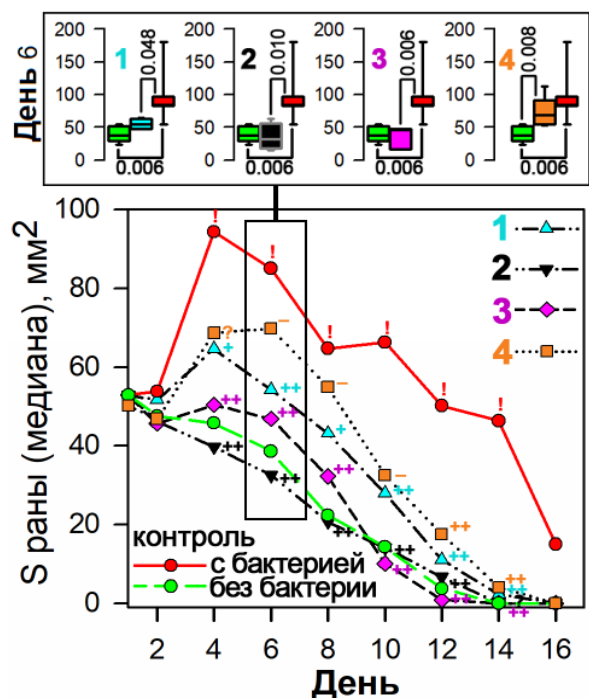 День 6
200 150 100 50 0
1 0.048 0.006
200 150 100 50 0
2 0.010 0.006
200 150 100 50 0
3 0.006 0.006
200 150 100 50 0
4 0.008 0.006
S раны (медиана), мм²
100
80
60
40
20
0
1
2
3
4
! ! ! ! ! !
? – – – ++ ++
+ ++ + ++ ++ ++
++ ++ ++ ++ ++ ++
++ ++ ++ ++ ++
контроль
с бактерией
без бактерии
2 4 6 8 10 12 14 16
День